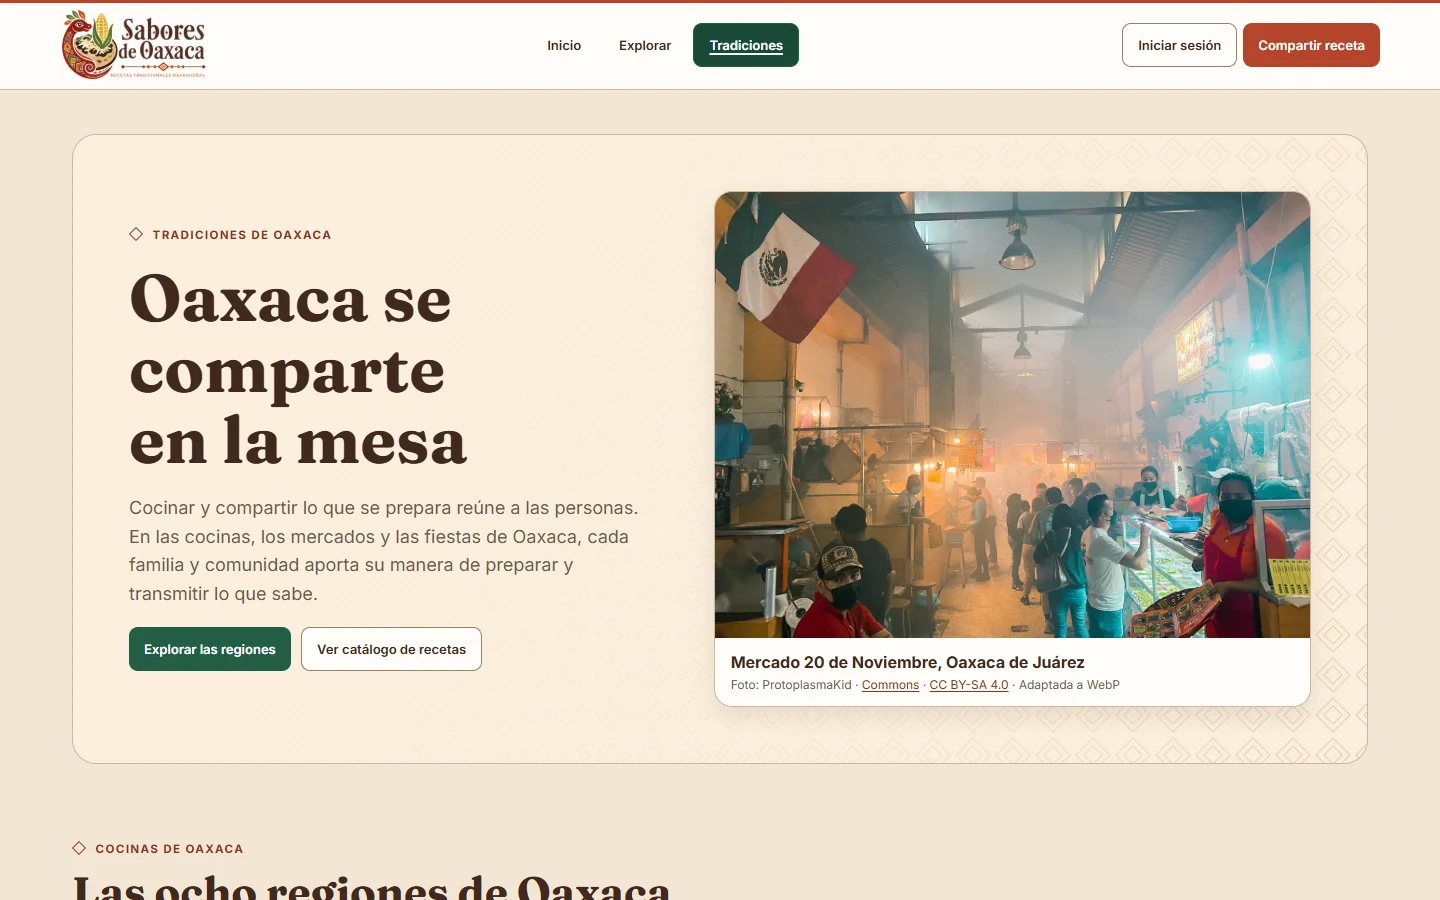 Sabores
de Oaxaca
RECETAS TRADICIONALES OAXAQUEÑAS
Inicio
Explorar
Tradiciones
Iniciar sesión
Compartir receta
TRADICIONES DE OAXACA
Oaxaca se
comparte
en la mesa
Cocinar y compartir lo que se prepara reúne a las personas.
En las cocinas, los mercados y las fiestas de Oaxaca, cada
familia y comunidad aporta su manera de preparar y
transmitir lo que sabe.
Explorar las regiones
Ver catálogo de recetas
Mercado 20 de Noviembre, Oaxaca de Juárez
Foto: ProtoplasmaKid · Commons · CC BY-SA 4.0 · Adaptada a WebP
COCINAS DE OAXACA
Las ocho regiones de Oaxaca